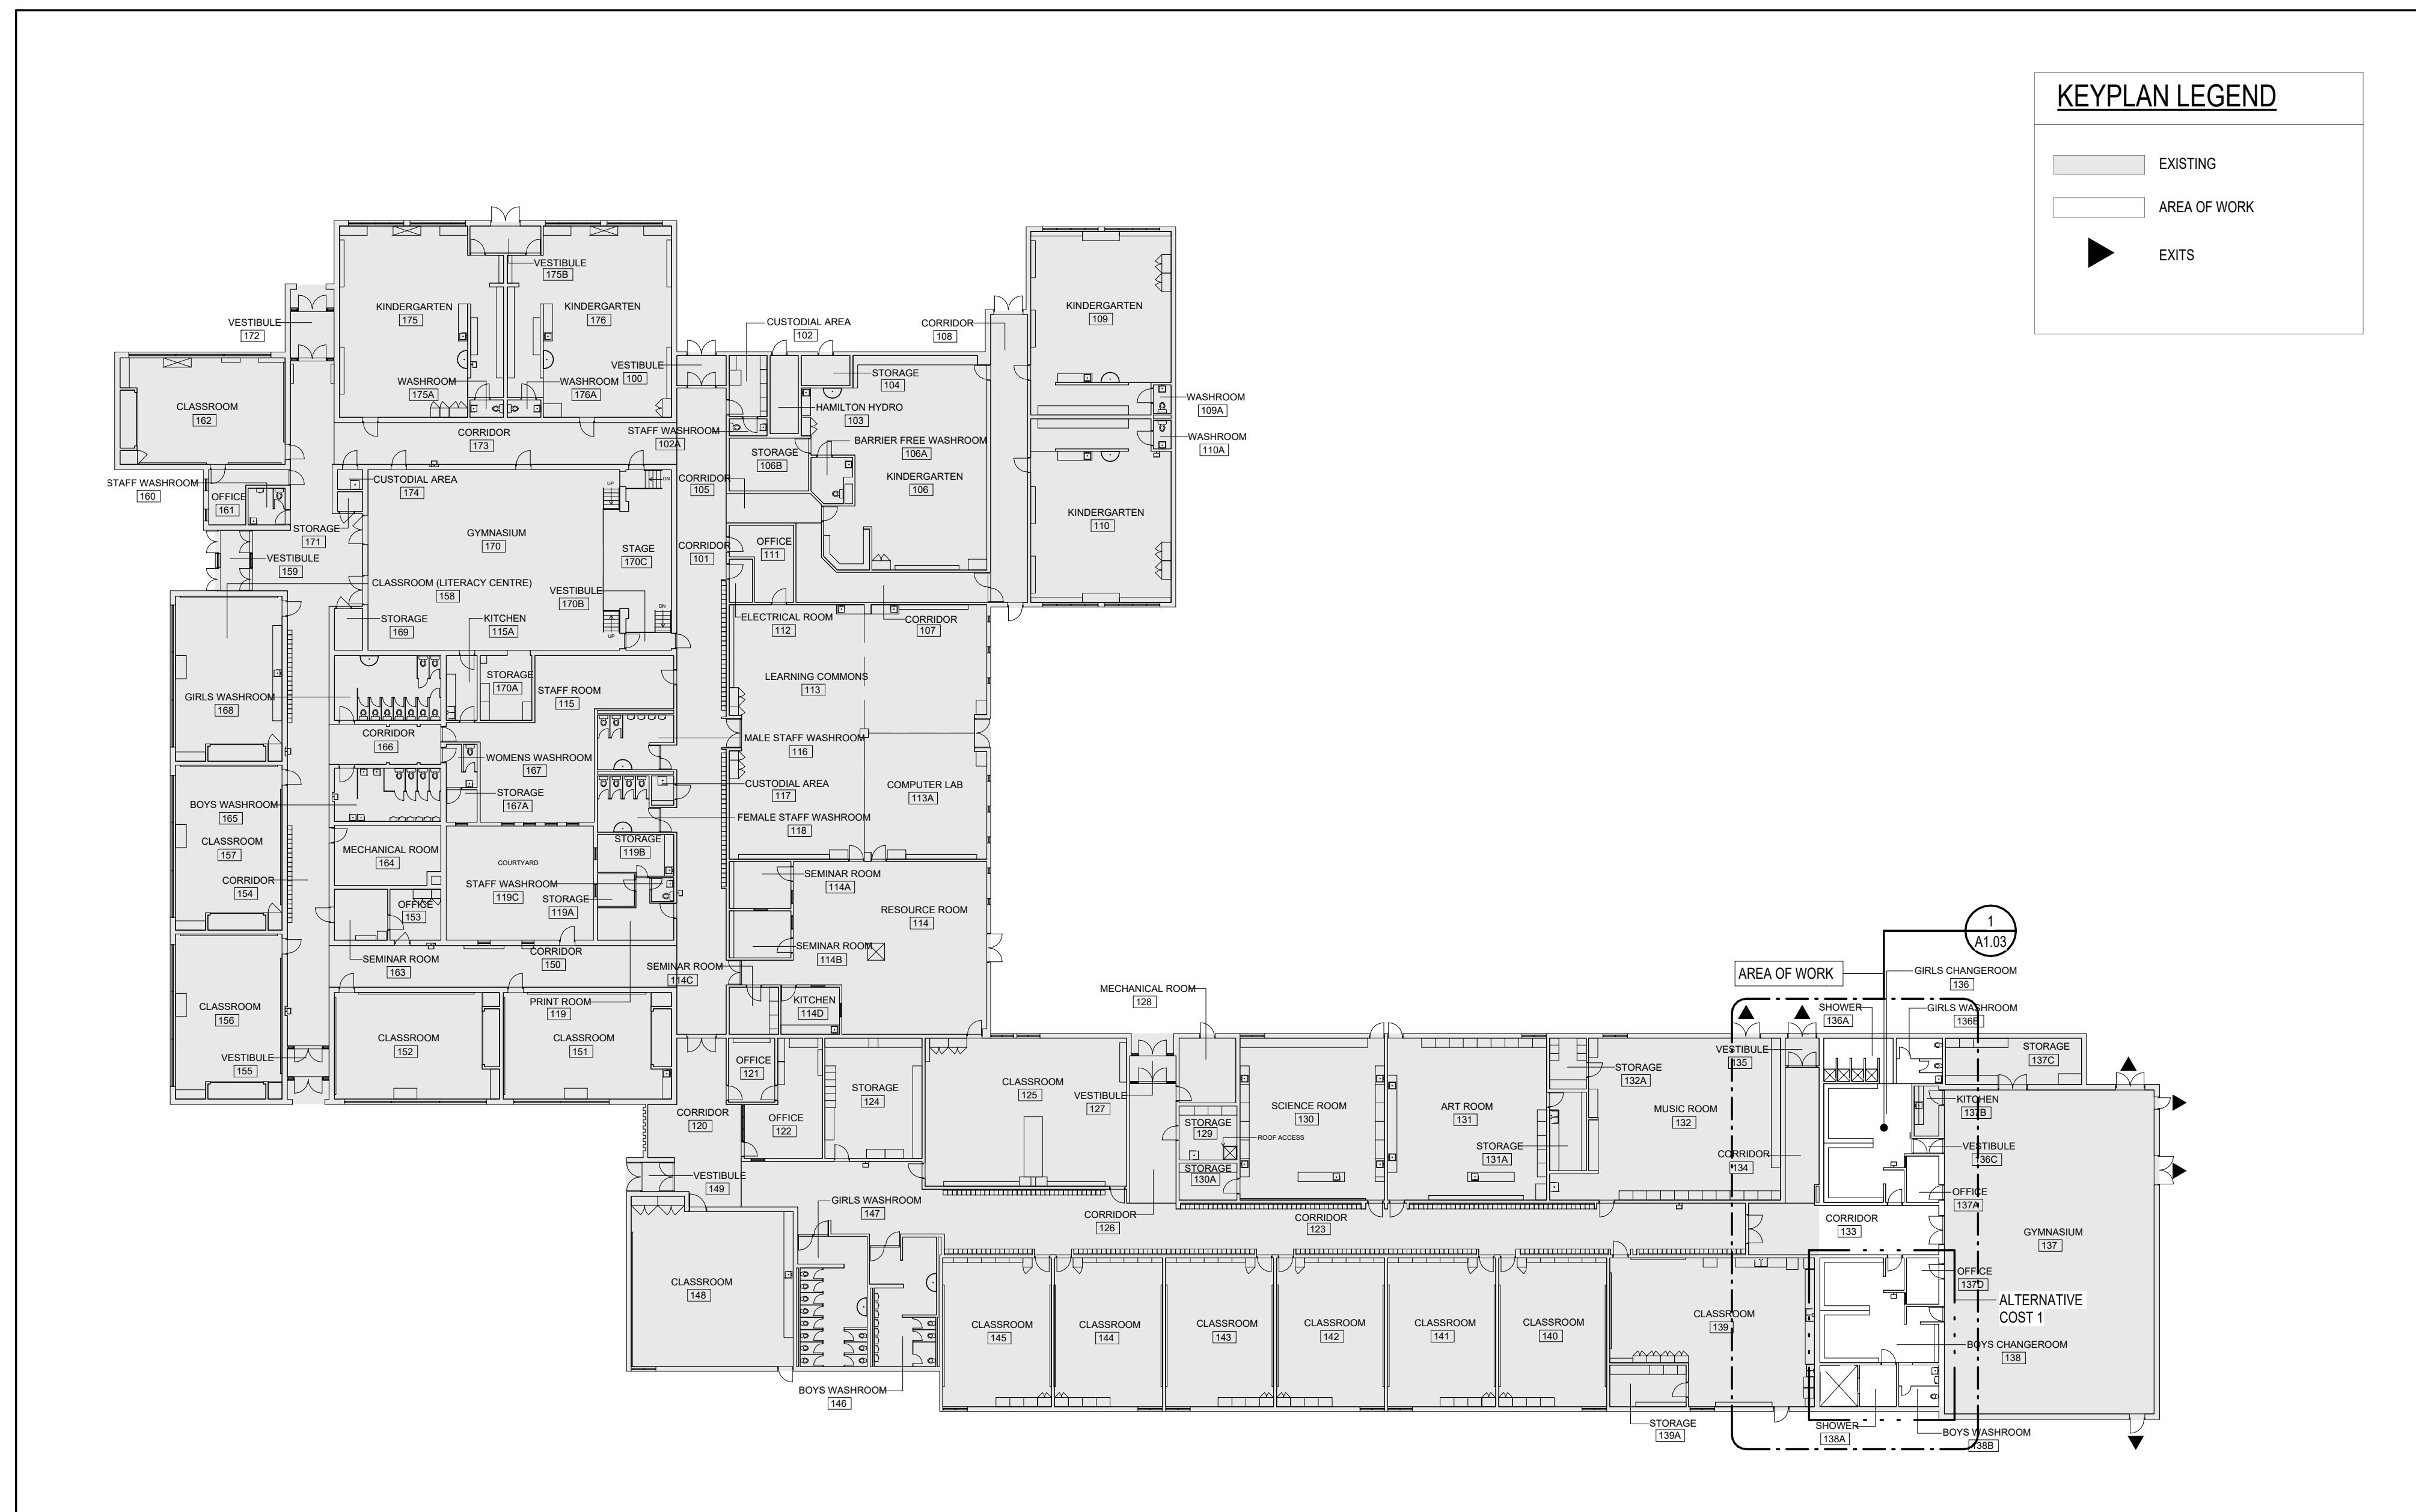 KEYPLAN LEGEND
EXISTING
AREA OF WORK
EXITS
VESTIBULE
175B
KINDERGARTEN
175
KINDERGARTEN
176
KINDERGARTEN
109
VESTIBULE
172
CUSTODIAL AREA
102
CORRIDOR
108
VESTIBULE
100
STORAGE
104
WASHROOM
175A
WASHROOM
176A
CLASSROOM
162
HAMILTON HYDRO
103
WASHROOM
109A
CORRIDOR
173
STAFF WASHROOM
102A
BARRIER FREE WASHROOM
106A
WASHROOM
110A
STORAGE
106B
STAFF WASHROOM
160
OFFICE
161
CUSTODIAL AREA
174
UP
DN
CORRIDOR
105
KINDERGARTEN
106
KINDERGARTEN
110
STORAGE
171
GYMNASIUM
170
STAGE
170C
CORRIDOR
101
OFFICE
111
VESTIBULE
159
CLASSROOM (LITERACY CENTRE)
158
VESTIBULE
170B
DN
UP
STORAGE
169
KITCHEN
115A
ELECTRICAL ROOM
112
CORRIDOR
107
GIRLS WASHROOM
168
STORAGE
170A
STAFF ROOM
115
LEARNING COMMONS
113
CORRIDOR
166
MALE STAFF WASHROOM
116
WOMENS WASHROOM
167
STORAGE
167A
CUSTODIAL AREA
117
COMPUTER LAB
113A
BOYS WASHROOM
165
FEMALE STAFF WASHROOM
118
CLASSROOM
157
MECHANICAL ROOM
164
COURTYARD
STORAGE
119B
CORRIDOR
154
STAFF WASHROOM
119C
STORAGE
119A
SEMINAR ROOM
114A
OFFICE
153
RESOURCE ROOM
114
SEMINAR ROOM
163
CORRIDOR
150
SEMINAR ROOM
114B
SEMINAR ROOM
114C
CLASSROOM
156
PRINT ROOM
119
KITCHEN
114D
CLASSROOM
152
CLASSROOM
151
VESTIBULE
155
1
A1.03
AREA OF WORK
GIRLS CHANGEROOM
136
MECHANICAL ROOM
128
SHOWER
136A
GIRLS WASHROOM
136B
OFFICE
121
VESTIBULE
135
STORAGE
137C
STORAGE
124
CLASSROOM
125
VESTIBULE
127
STORAGE
132A
CORRIDOR
120
OFFICE
122
STORAGE
129
SCIENCE ROOM
130
ROOF ACCESS
ART ROOM
131
MUSIC ROOM
132
KITCHEN
137B
STORAGE
131A
VESTIBULE
136C
CORRIDOR
134
STORAGE
130A
VESTIBULE
149
OFFICE
137A
GIRLS WASHROOM
147
CORRIDOR
126
CORRIDOR
123
CORRIDOR
133
GYMNASIUM
137
CLASSROOM
148
OFFICE
137D
ALTERNATIVE
COST 1
CLASSROOM
145
CLASSROOM
144
CLASSROOM
143
CLASSROOM
142
CLASSROOM
141
CLASSROOM
140
CLASSROOM
139
BOYS CHANGEROOM
138
BOYS WASHROOM
146
STORAGE
139A
SHOWER
138A
BOYS WASHROOM
138B